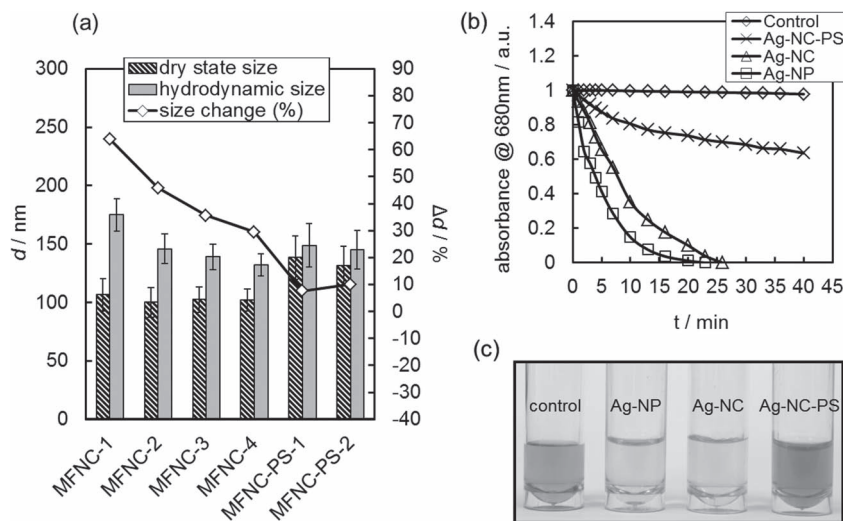 (a)
300
250
200
150
100
50
0
d / nm
dry state size
hydrodynamic size
size change (%)
90
80
70
60
50
40
30
20
10
0
-10
-20
-30
-40
Δd / %
MFNC-1
MFNC-2
MFNC-3
MFNC-4
MFNC-PS-1
MFNC-PS-2
(b)
1.4
1.2
1
0.8
0.6
0.4
0.2
0
absorbance @ 680nm / a.u.
Control
Ag-NC-PS
Ag-NC
Ag-NP
0 5 10 15 20 25 30 35 40 45
t / min
(c)
control Ag-NP Ag-NC Ag-NC-PS